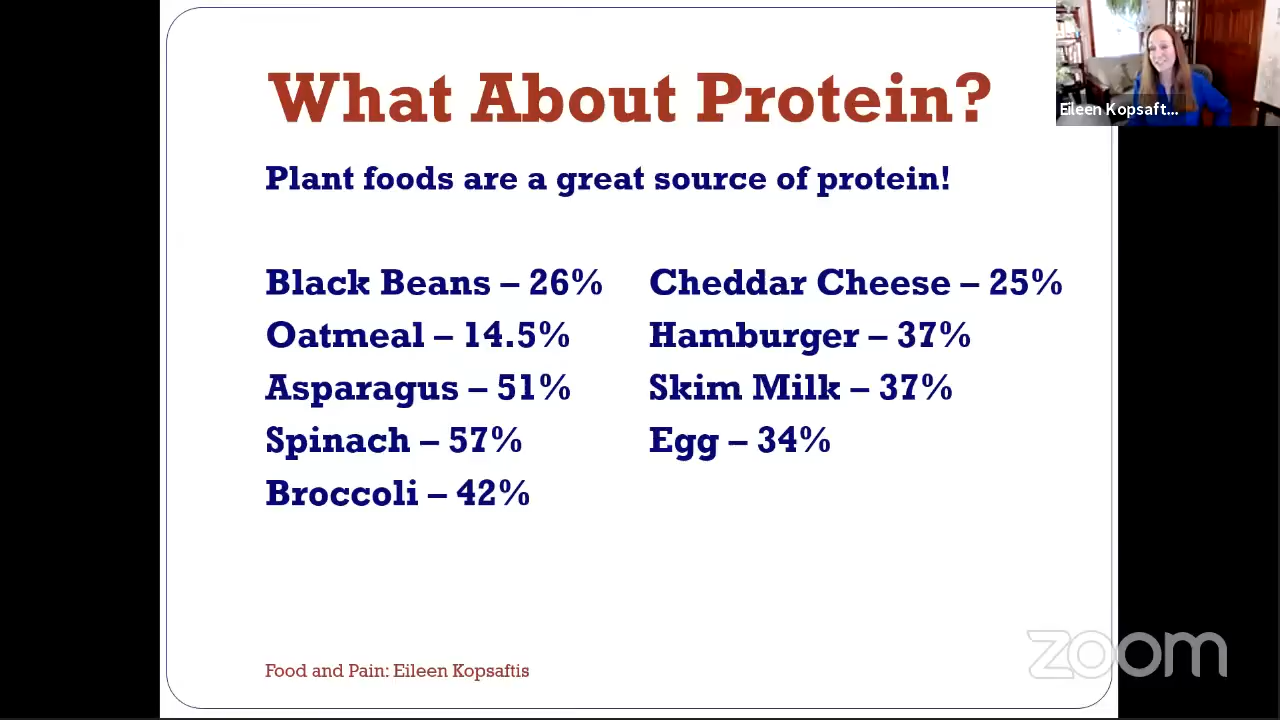 What About Protein?
Eileen Kopsaft...
Plant foods are a great source of protein!
Black Beans – 26%
Oatmeal – 14.5%
Asparagus – 51%
Spinach – 57%
Broccoli – 42%
Cheddar Cheese – 25%
Hamburger – 37%
Skim Milk – 37%
Egg – 34%
Food and Pain: Eileen Kopsaftis
zoom